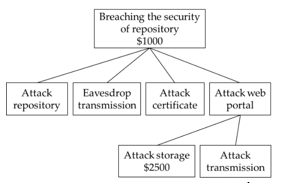 Breaching the security
of repository
$1000
Attack
repository
Eavesdrop
transmission
Attack
certificate
Attack web
portal
Attack storage
$2500
Attack
transmission